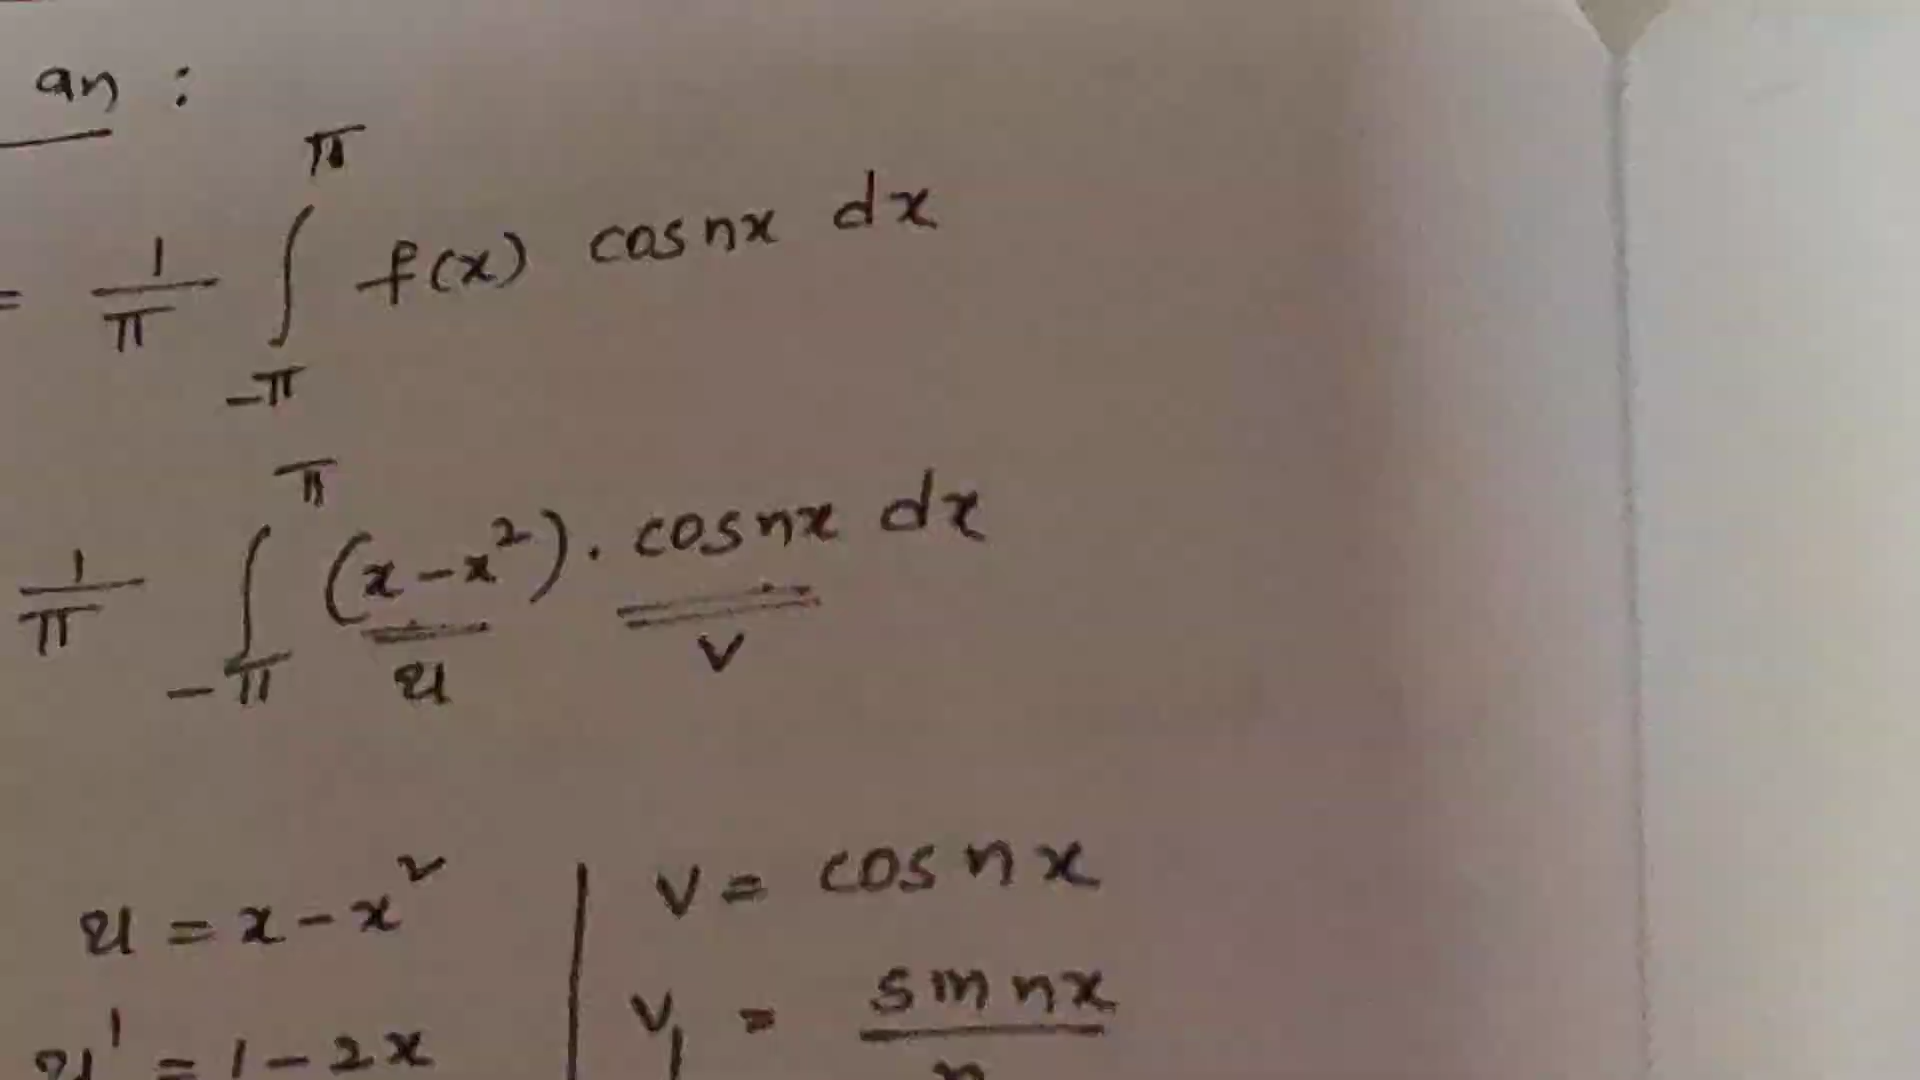 an :
= 1/π ∫_{-π}^{π} f(x) cos nx dx
1/π ∫_{-π}^{π} (x - x²) . cos nx dx
u v
u = x - x² | v = cos nx
u' = 1 - 2x | v₁ = sin nx / n